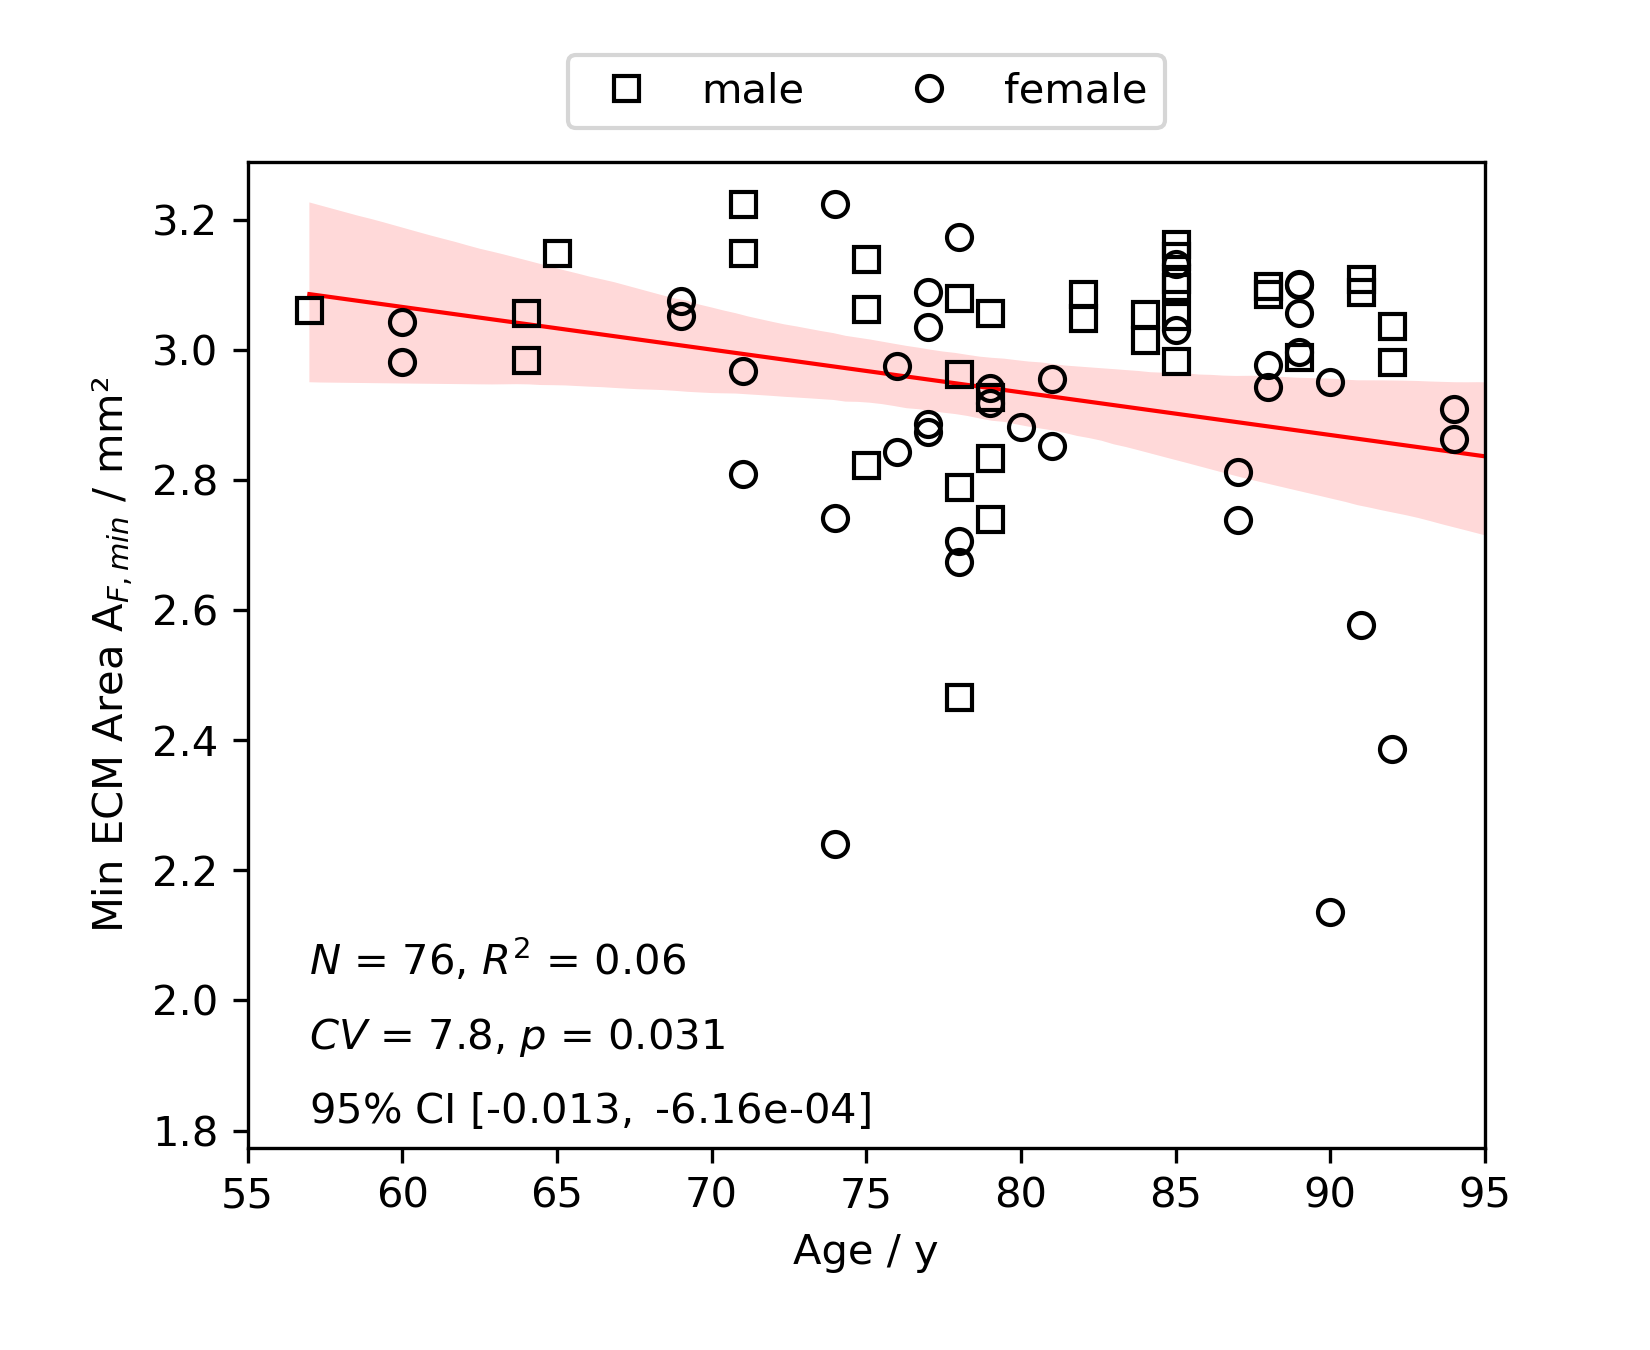 male female
3.2
3.0
2.8
2.6
2.4
2.2
2.0
1.8
Min ECM Area A_{F, min} / mm²
N = 76, R² = 0.06
CV = 7.8, p = 0.031
95% CI [-0.013, -6.16e-04]
55 60 65 70 75 80 85 90 95
Age / y